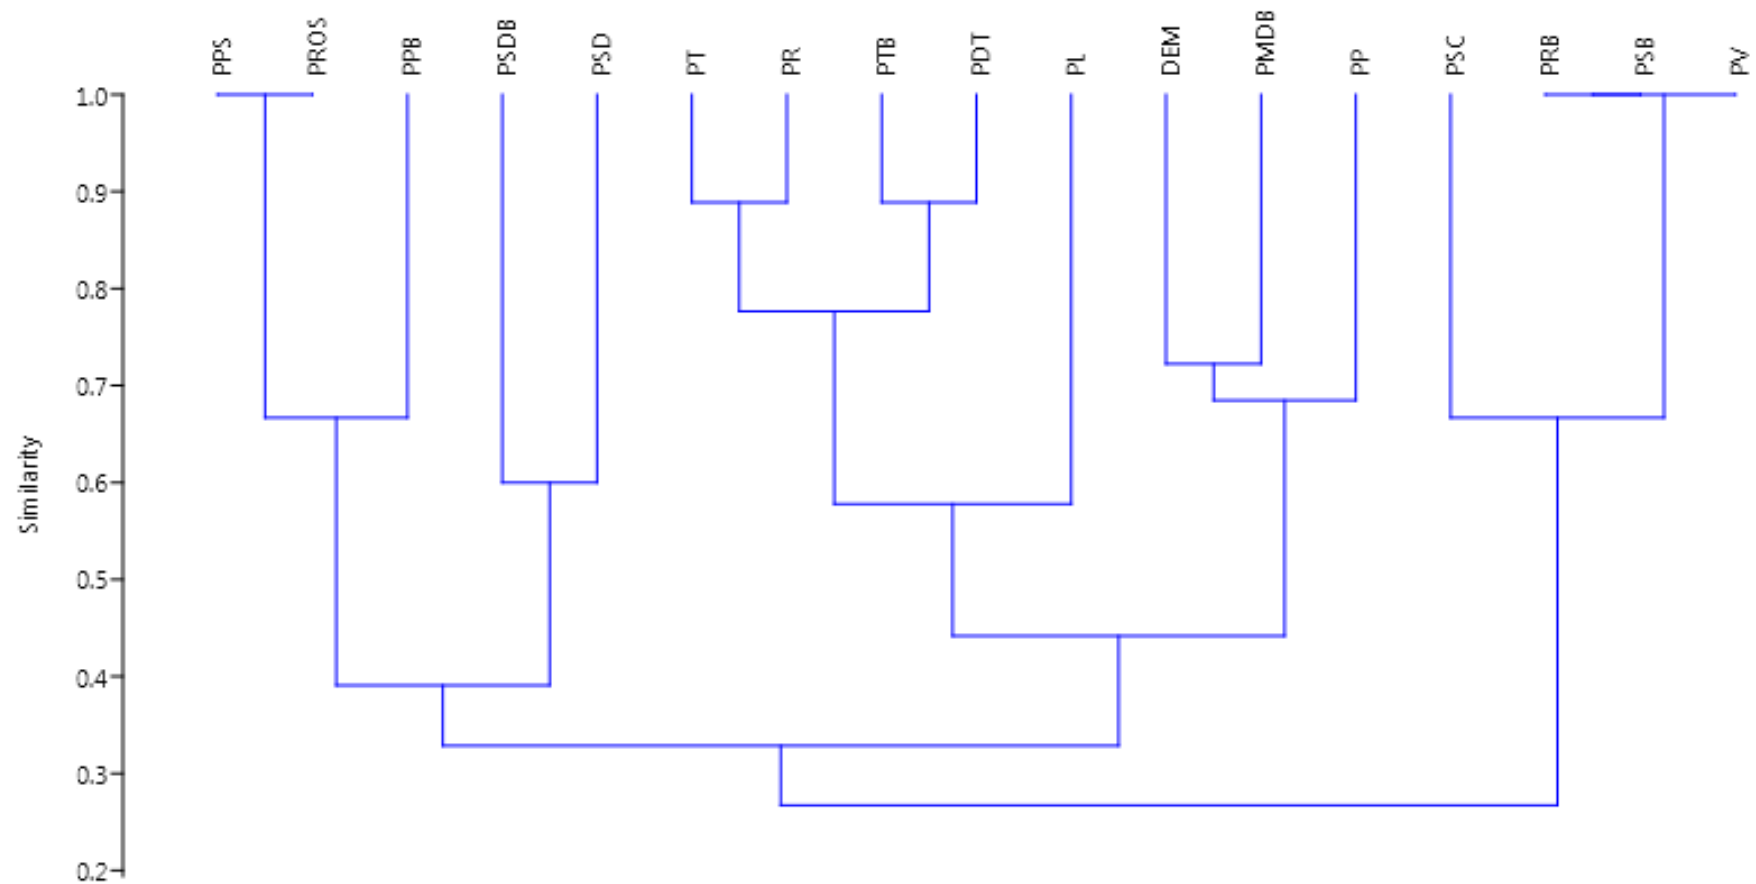 PPS
PROS
PPB
PSDB
PSD
PT
PR
PTB
PDT
PL
DEM
PMDB
PP
PSC
PRB
PSB
PV
1.0
0.9
0.8
0.7
0.6
0.5
0.4
0.3
0.2
Similarity